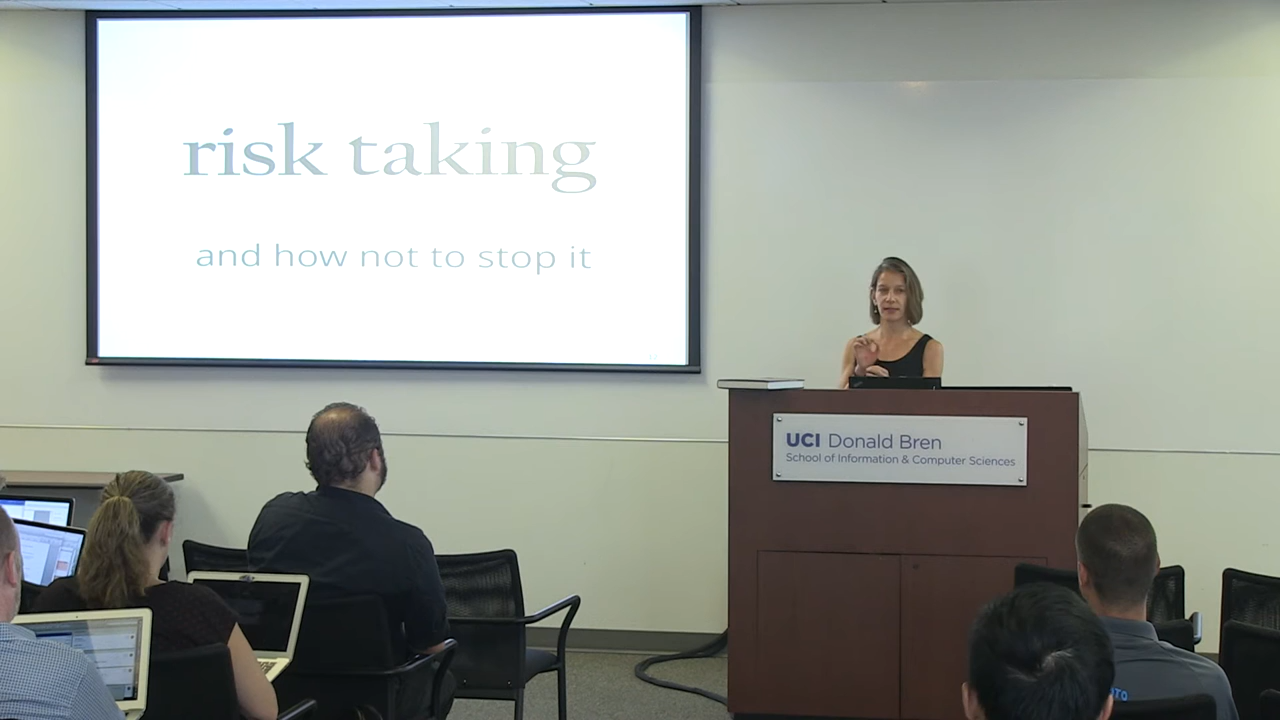 risk taking
and how not to stop it
UCI Donald Bren
School of Information & Computer Sciences